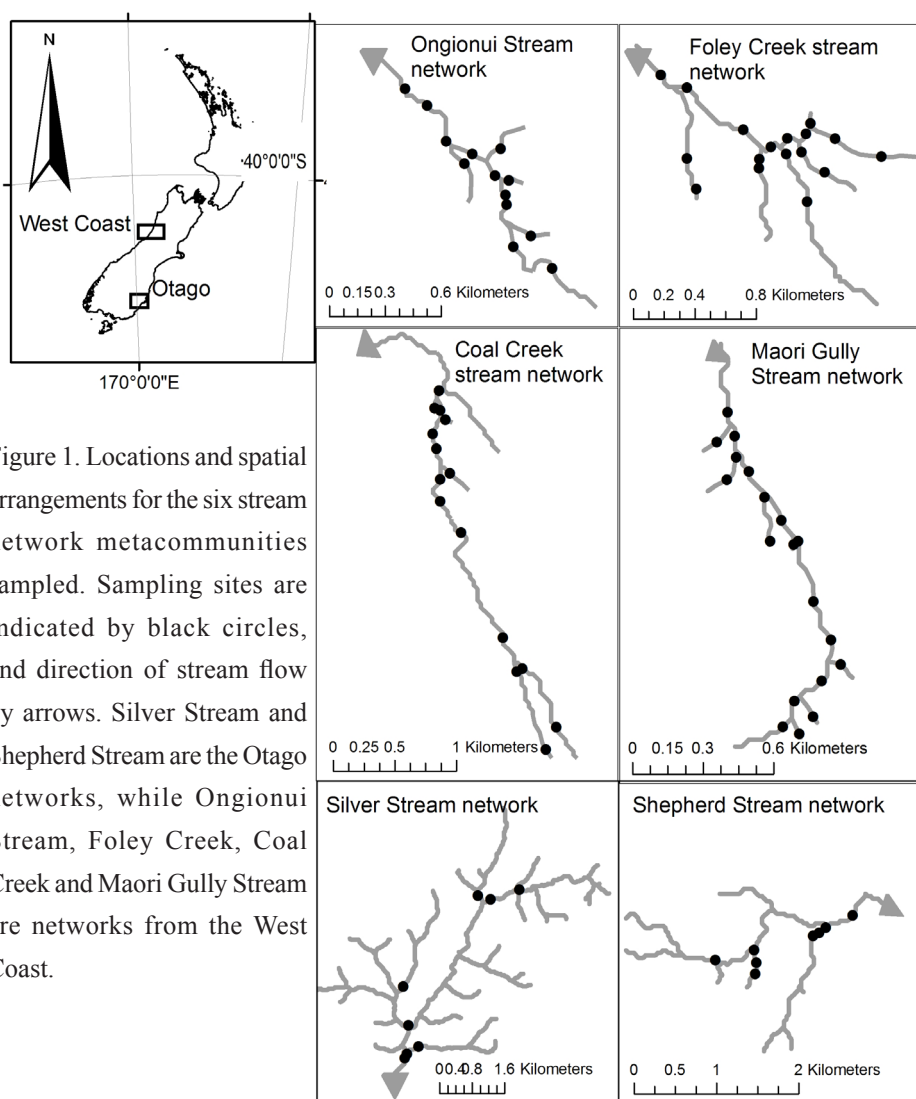 N
40°0'0"S
West Coast
Otago
170°0'0"E
Ongionui Stream
network
0 0.15 0.3 0.6 Kilometers
Foley Creek stream
network
0 0.2 0.4 0.8 Kilometers
Coal Creek
stream network
0 0.25 0.5 1 Kilometers
Maori Gully
Stream network
0 0.15 0.3 0.6 Kilometers
igure 1. Locations and spatial
rrangements for the six stream
etwork metacommunities
ampled. Sampling sites are
ndicated by black circles,
nd direction of stream flow
y arrows. Silver Stream and
hepherd Stream are the Otago
etworks, while Ongionui
tream, Foley Creek, Coal
reek and Maori Gully Stream
re networks from the West
oast.
Silver Stream network
0 0.4 0.8 1.6 Kilometers
Shepherd Stream network
0 0.5 1 2 Kilometers